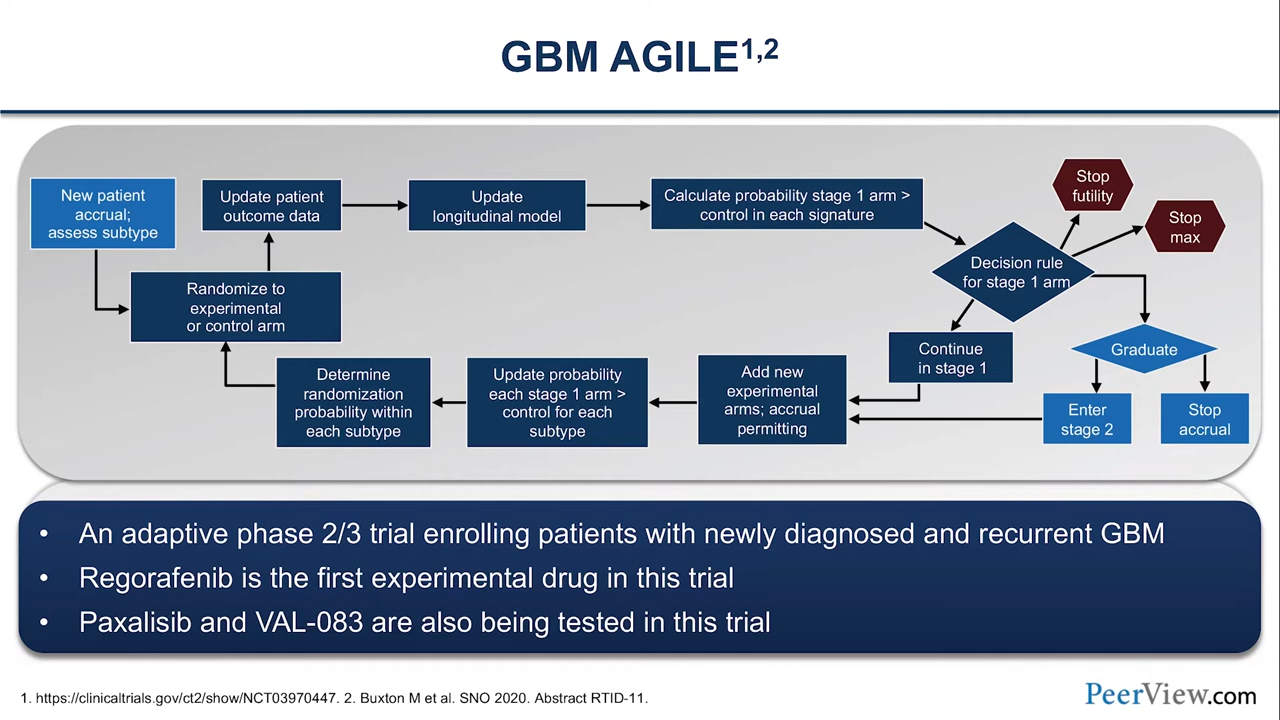 GBM AGILE1,2
New patient
accrual;
assess subtype
Update patient
outcome data
Update
longitudinal model
Calculate probability stage 1 arm >
control in each signature
Stop
futility
Stop
max
Decision rule
for stage 1 arm
Randomize to
experimental
or control arm
Continue
in stage 1
Graduate
Determine
randomization
probability within
each subtype
Update probability
each stage 1 arm >
control for each
subtype
Add new
experimental
arms; accrual
permitting
Enter
stage 2
Stop
accrual
• An adaptive phase 2/3 trial enrolling patients with newly diagnosed and recurrent GBM
• Regorafenib is the first experimental drug in this trial
• Paxalisib and VAL-083 are also being tested in this trial
1. https://clinicaltrials.gov/ct2/show/NCT03970447. 2. Buxton M et al. SNO 2020. Abstract RTID-11.
PeerView.com